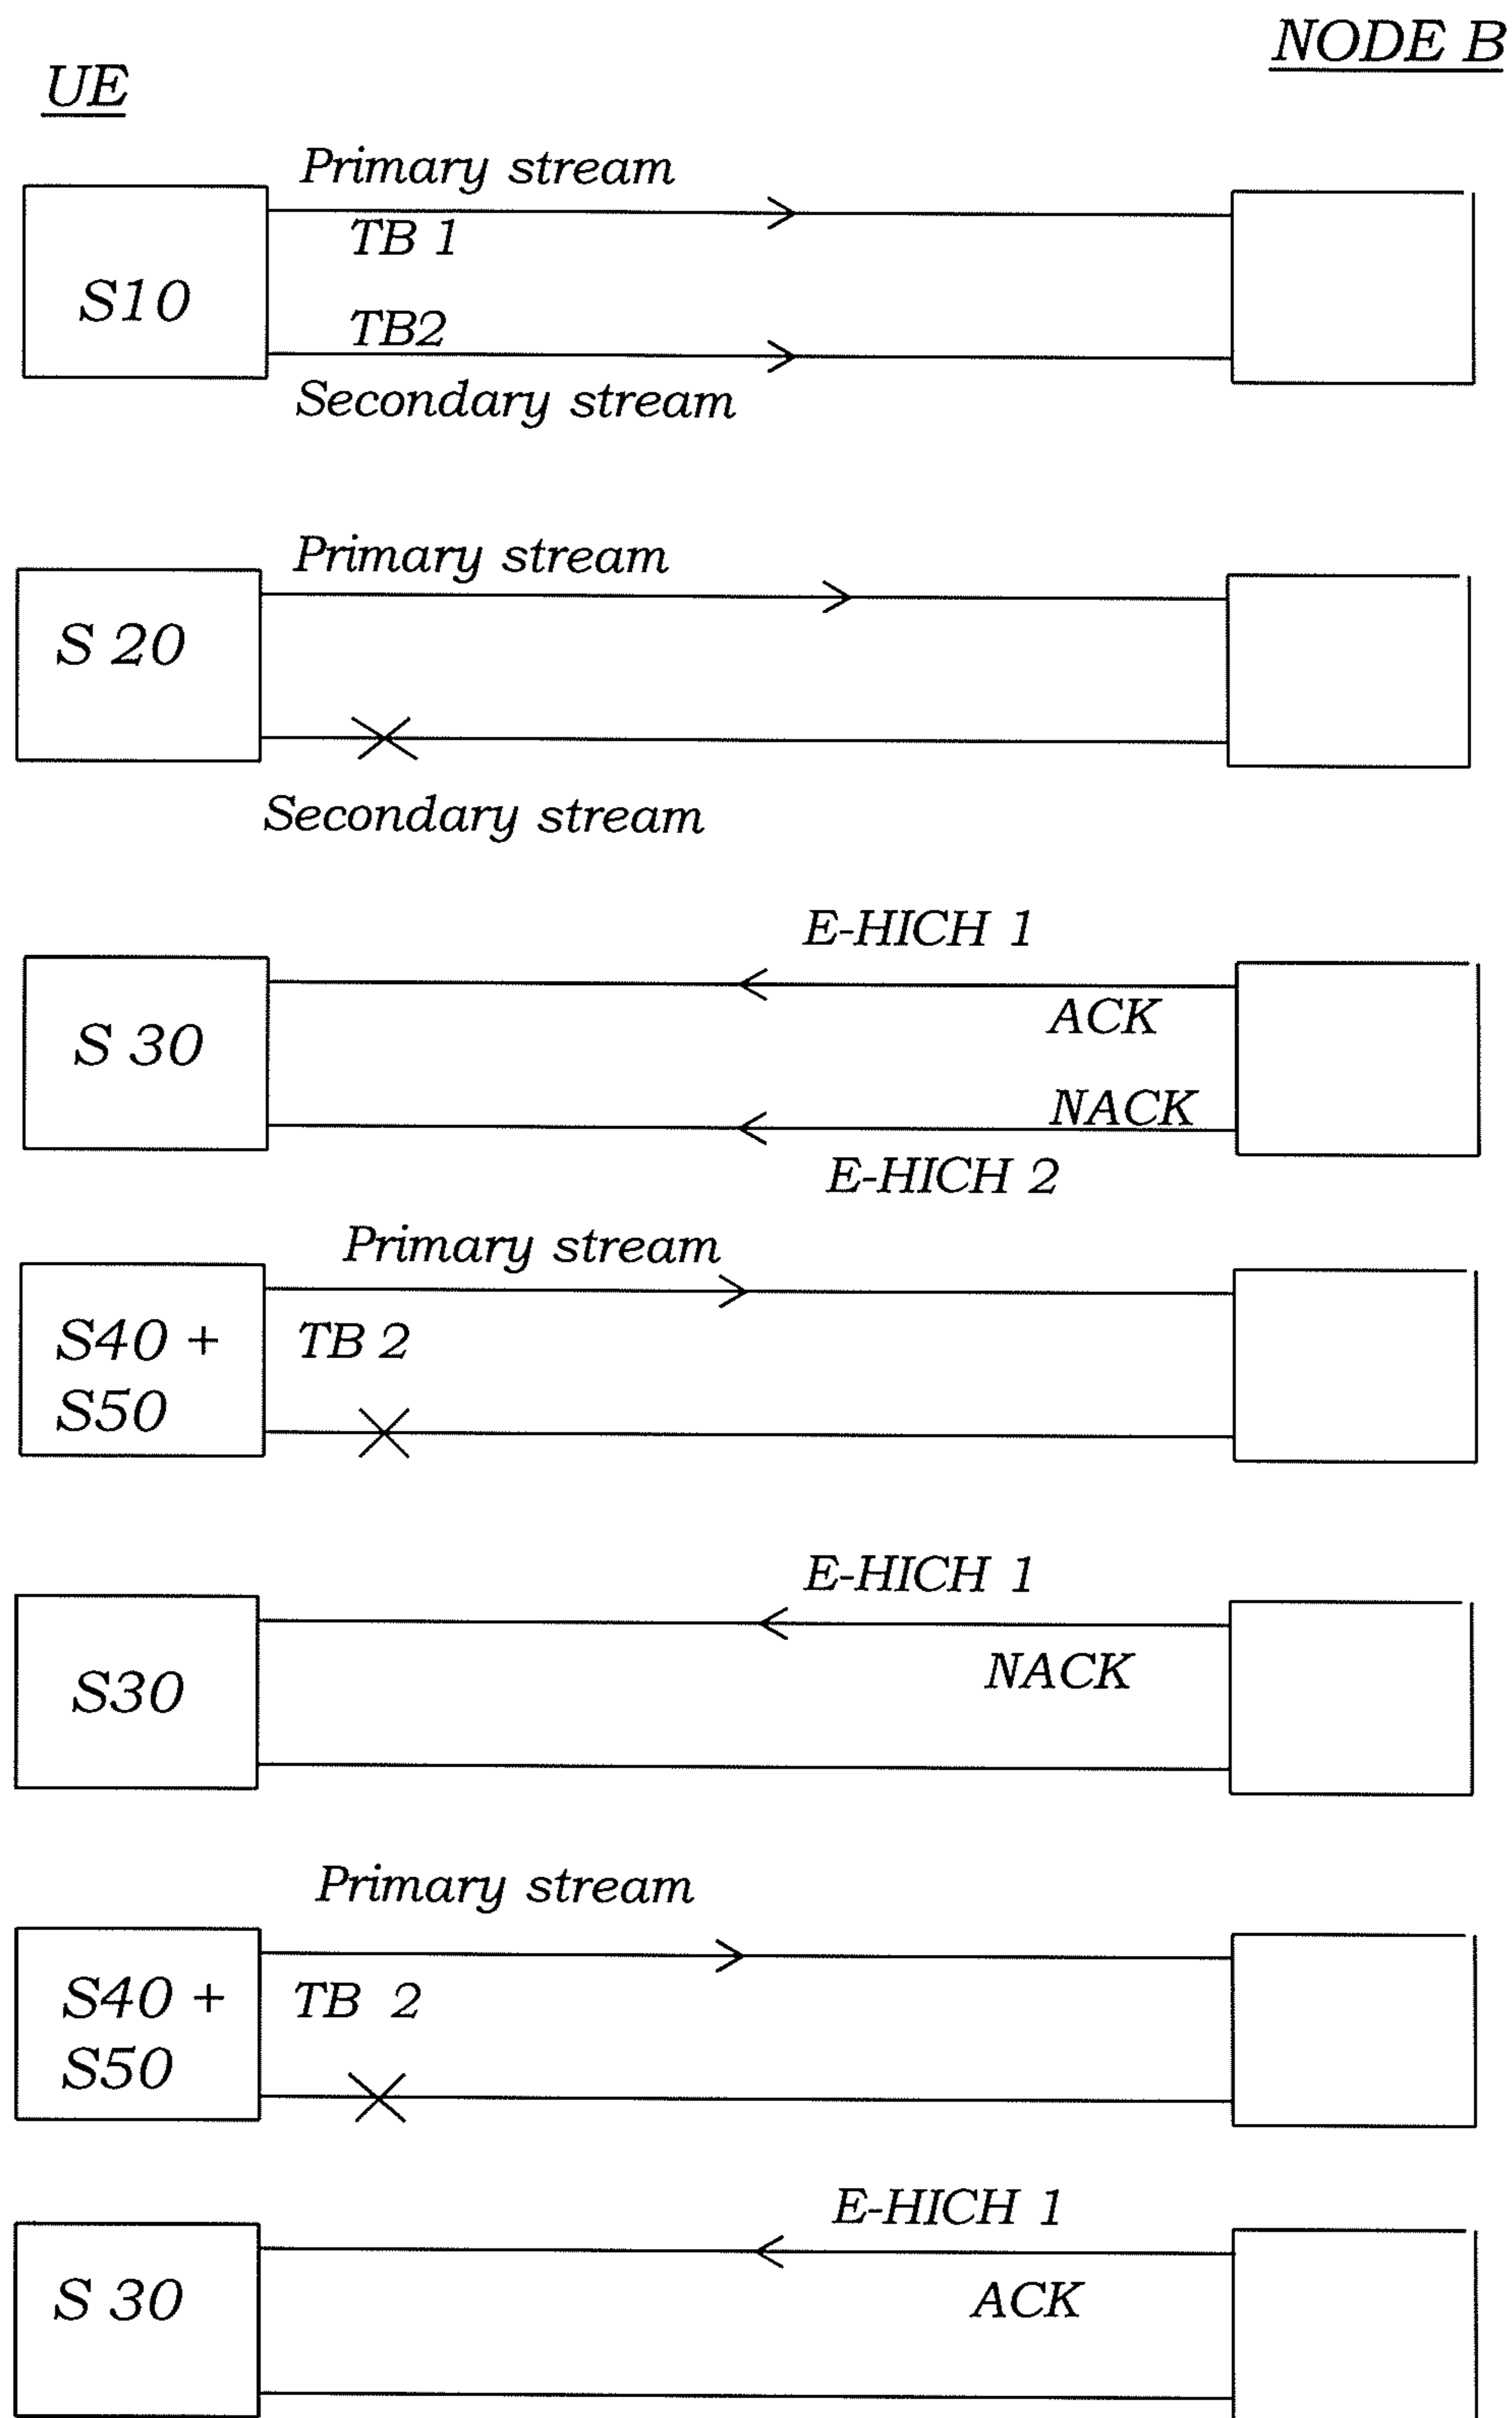 NODE B
UE
Primary stream
TB 1
S10
TB2
Secondary stream
Primary stream
S 20
Secondary stream
E-HICH 1
ACK
S 30
NACK
E-HICH 2
Primary stream
S40 +
TB 2
S50
E-HICH 1
NACK
S30
Primary stream
S40 +
TB 2
S50
E-HICH 1
S 30
ACK